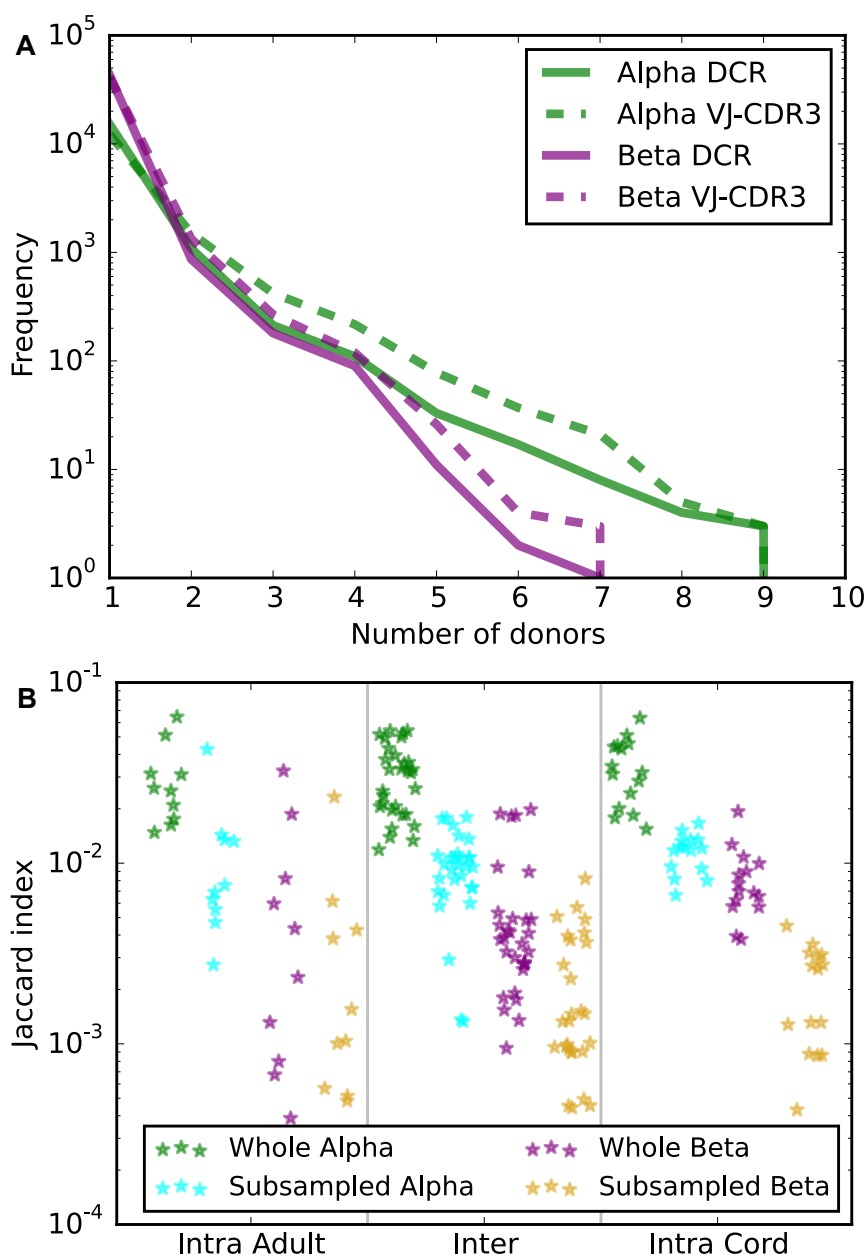 A
10^5
10^4
10^3
10^2
10^1
10^0
Frequency
Alpha DCR
Alpha VJ-CDR3
Beta DCR
Beta VJ-CDR3
1 2 3 4 5 6 7 8 9 10
Number of donors
B
10^-1
10^-2
10^-3
10^-4
Jaccard index
Whole Alpha
Subsampled Alpha
Whole Beta
Subsampled Beta
Intra Adult Inter Intra Cord